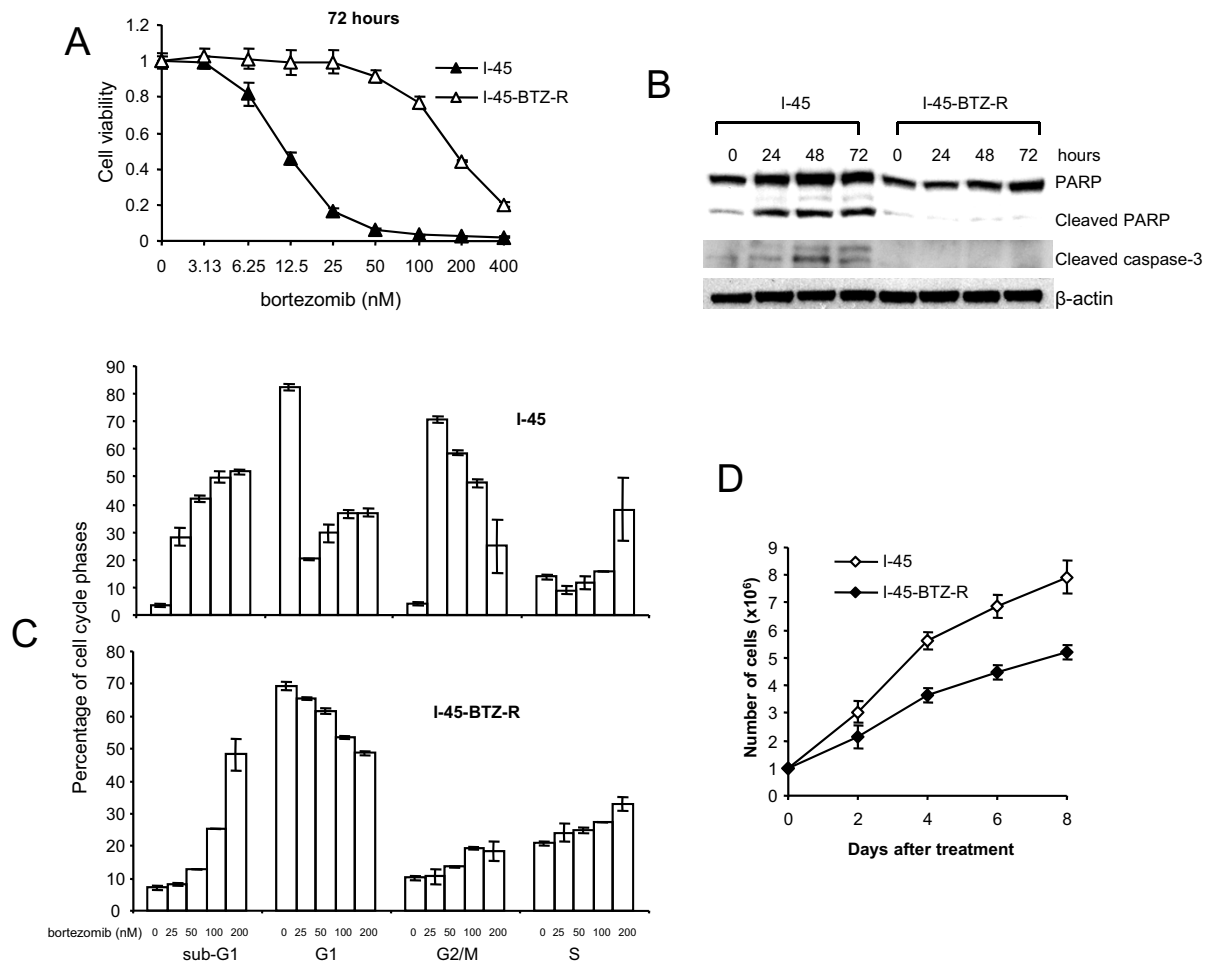 A
72 hours
1.2
1
0.8
0.6
0.4
0.2
0
Cell viability
I-45
I-45-BTZ-R
0 3.13 6.25 12.5 25 50 100 200 400
bortezomib (nM)
B
I-45 I-45-BTZ-R
0 24 48 72 0 24 48 72 hours
PARP
Cleaved PARP
Cleaved caspase-3
β-actin
C
Percentage of cell cycle phases
90
80
70
60
50
40
30
20
10
0
I-45
80
70
60
50
40
30
20
10
0
I-45-BTZ-R
bortezomib (nM) 0 25 50 100 200 0 25 50 100 200 0 25 50 100 200 0 25 50 100 200
sub-G1 G1 G2/M S
D
Number of cells (x10⁶)
9
8
7
6
5
4
3
2
1
0
I-45
I-45-BTZ-R
0 2 4 6 8
Days after treatment